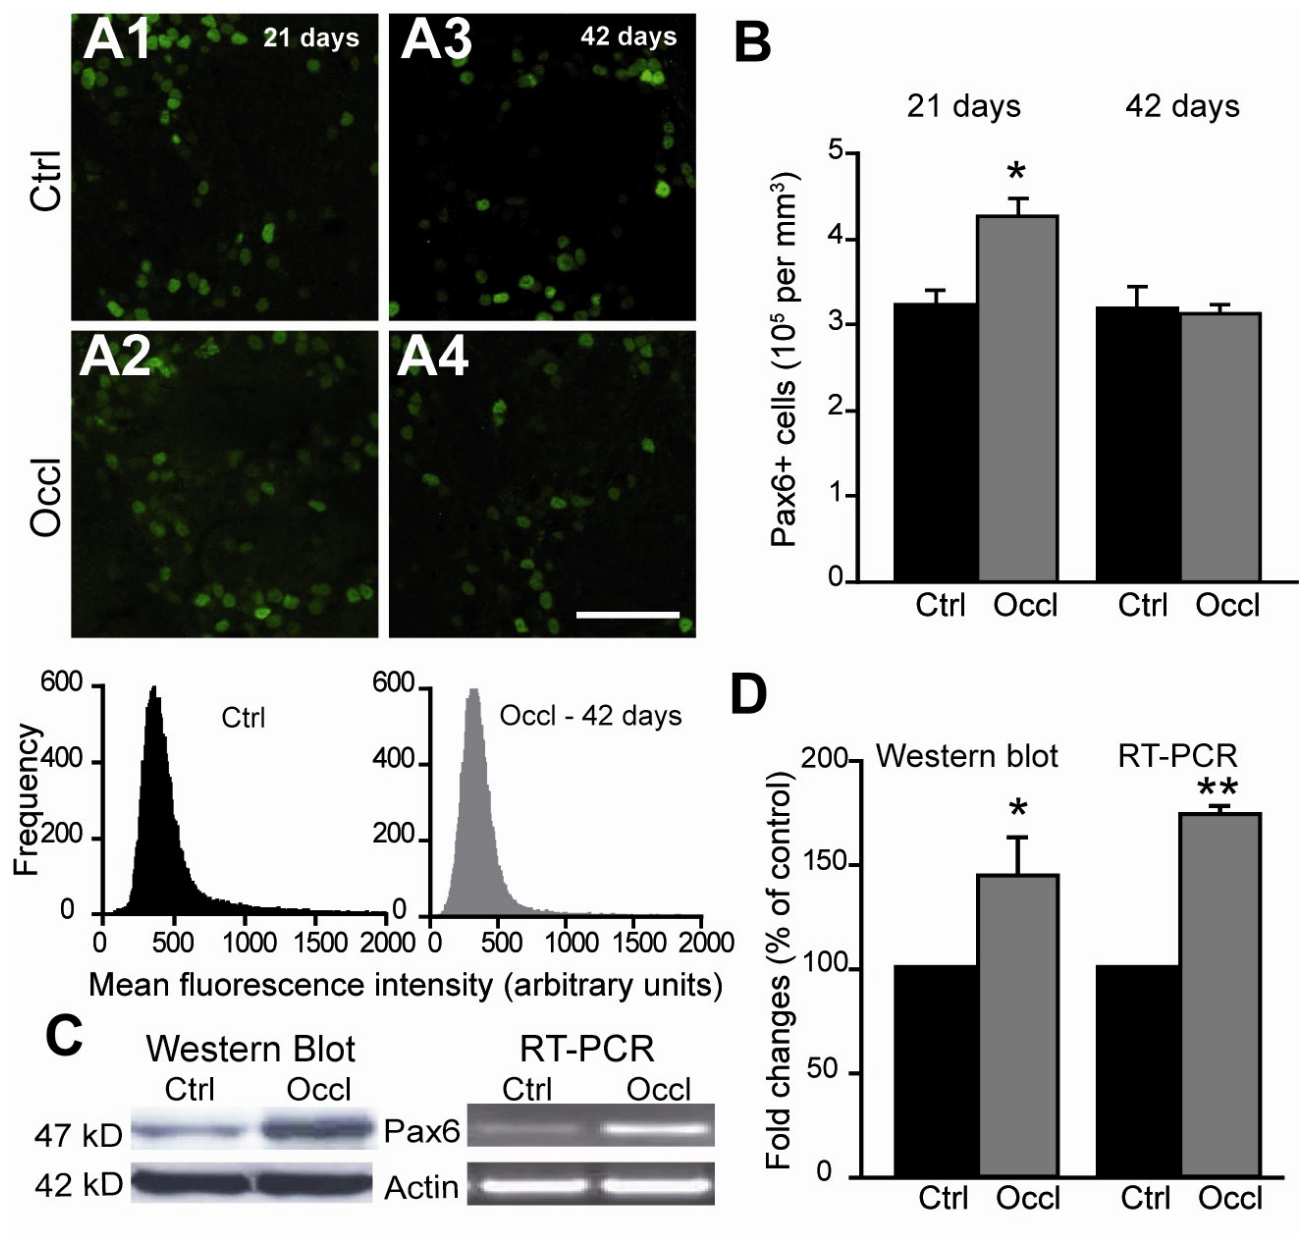 A1 21 days
A3 42 days
Ctrl
A2
A4
Occl
B
21 days 42 days
Pax6+ cells (10⁵ per mm³)
5
*
4
3
2
1
0
Ctrl Occl Ctrl Occl
600
400
200
0
Frequency
Ctrl
0 500 1000 1500 2000
600
400
200
0
Occl - 42 days
0 500 1000 1500 2000
Mean fluorescence intensity (arbitrary units)
C
Western Blot RT-PCR
Ctrl Occl Ctrl Occl
47 kD Pax6
42 kD Actin
D
Western blot RT-PCR
* **
Fold changes (% of control)
200
150
100
50
0
Ctrl Occl Ctrl Occl